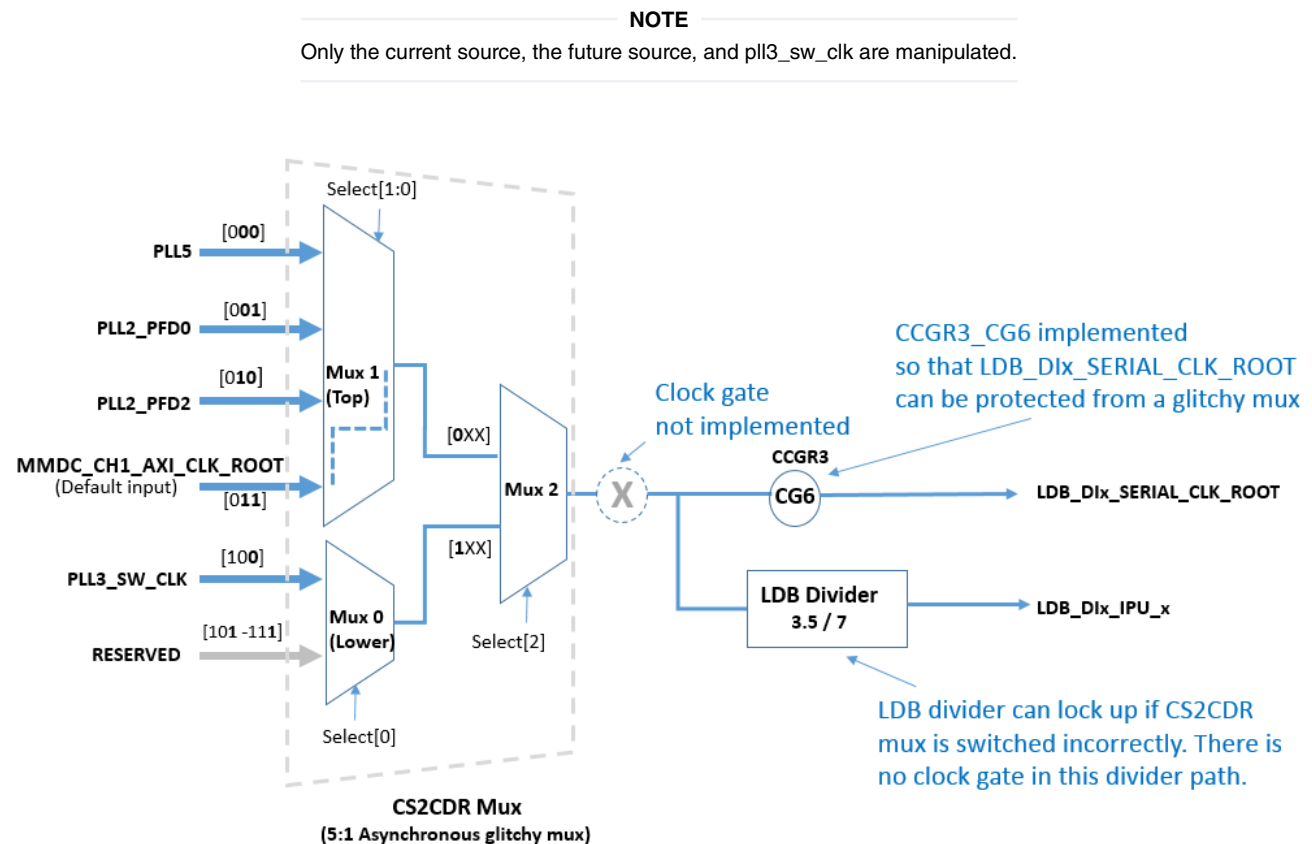 NOTE
Only the current source, the future source, and pll3_sw_clk are manipulated.
Select[1:0]
[000]
PLL5
[001]
PLL2_PFD0
[010]
PLL2_PFD2
Mux 1
(Top)
MMDC_CH1_AXI_CLK_ROOT
(Default input)
[011]
[0XX]
Mux 2
[1XX]
Select[2]
[100]
PLL3_SW_CLK
Mux 0
(Lower)
[101 -111]
RESERVED
Select[0]
CS2CDR Mux
(5:1 Asynchronous glitchy mux)
Clock gate
not implemented
X
CCGR3_CG6 implemented
so that LDB_DIx_SERIAL_CLK_ROOT
can be protected from a glitchy mux
CCGR3
CG6
LDB_DIx_SERIAL_CLK_ROOT
LDB Divider
3.5 / 7
LDB_DIx_IPU_x
LDB divider can lock up if CS2CDR
mux is switched incorrectly. There is
no clock gate in this divider path.